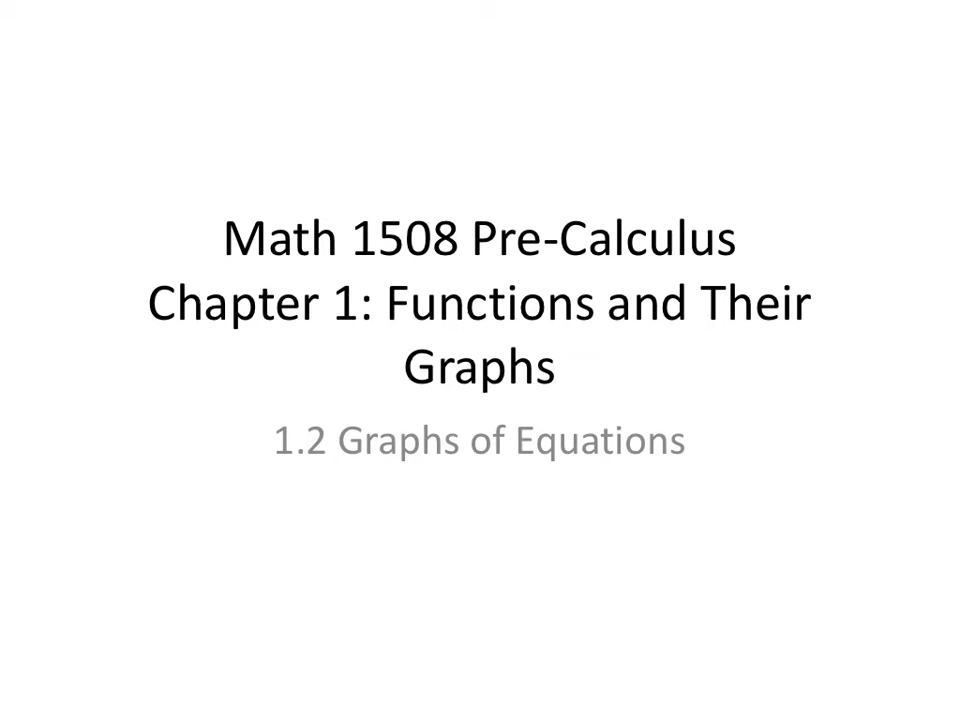 Math 1508 Pre-Calculus
Chapter 1: Functions and Their
Graphs
1.2 Graphs of Equations